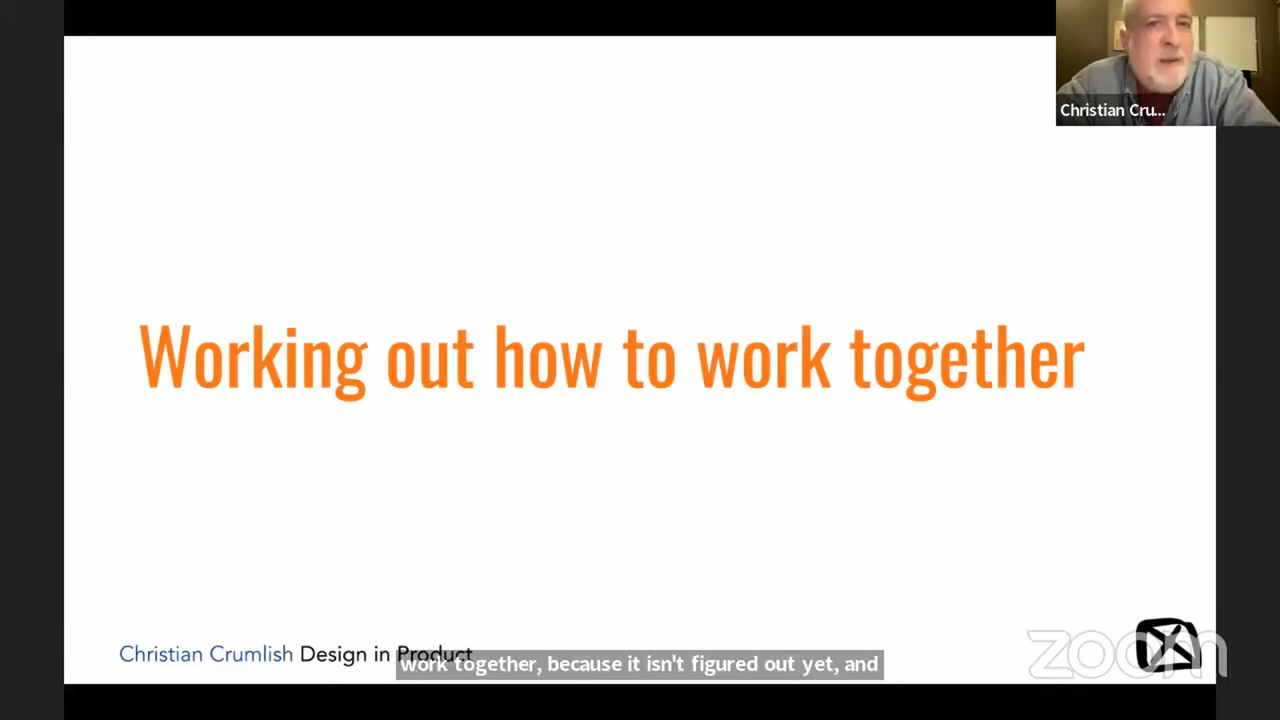 Christian Cru...
Working out how to work together
Christian Crumlish Design in Product
work together, because it isn't figured out yet, and
zoom